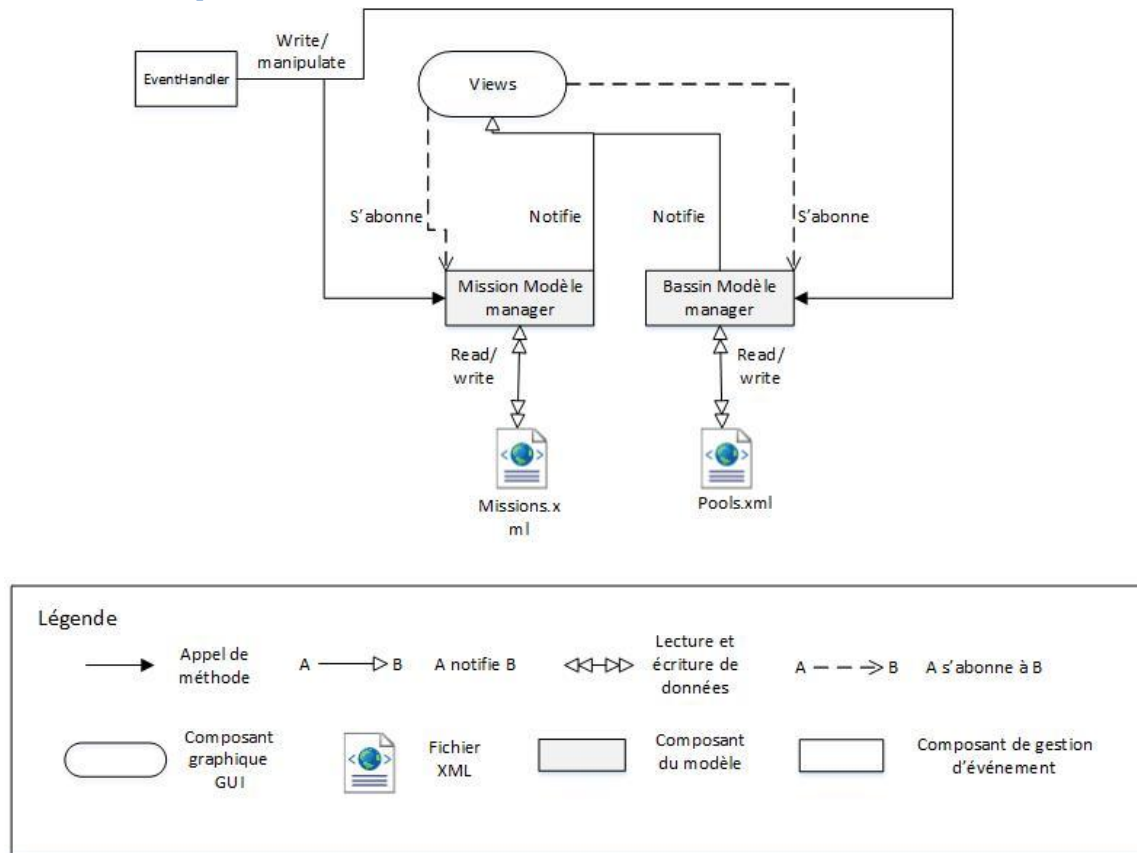 Write/
manipulate
EventHandler
Views
S'abonne
Notifie
Notifie
S'abonne
Mission Modèle
manager
Bassin Modèle
manager
Read/
write
Read/
write
Missions.x
ml
Pools.xml
Légende
Appel de
méthode
A
B
A notifie B
Lecture et
écriture de
données
A
B
A s'abonne à B
Composant
graphique
GUI
Fichier
XML
Composant
du modèle
Composant de gestion
d'événement